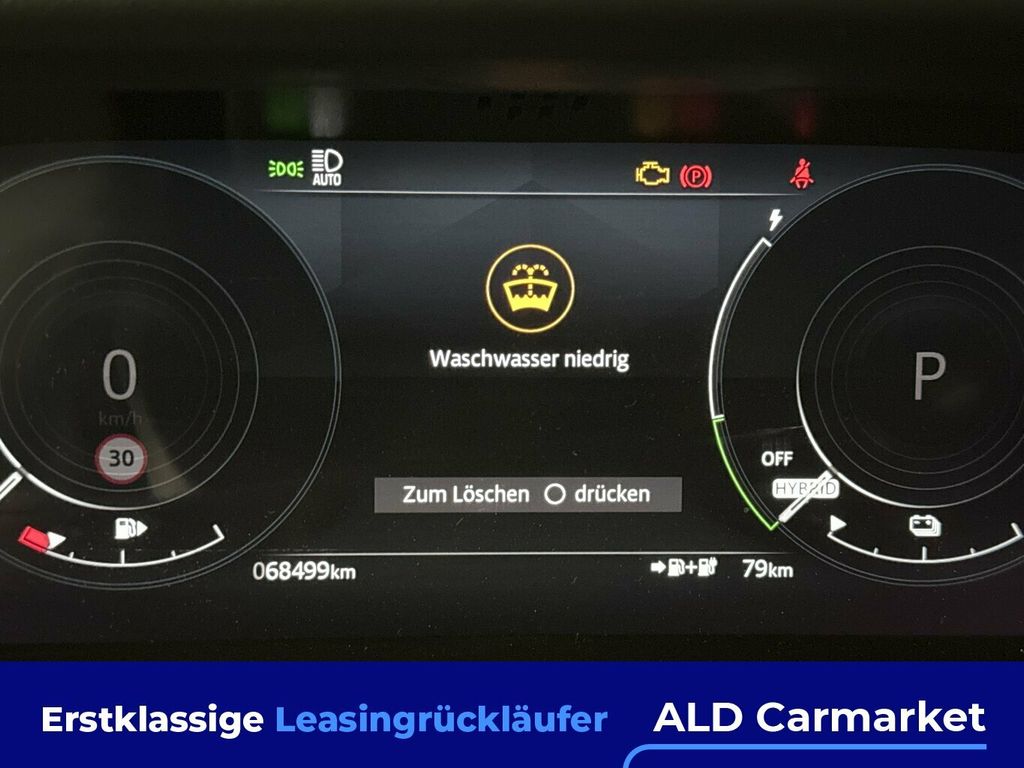 AUTO
P
Waschwasser niedrig
0
km/h
30
P
OFF
HYBRID
Zum Löschen drücken
068499km
+ 79km
Erstklassige Leasingrückläufer
ALD Carmarket